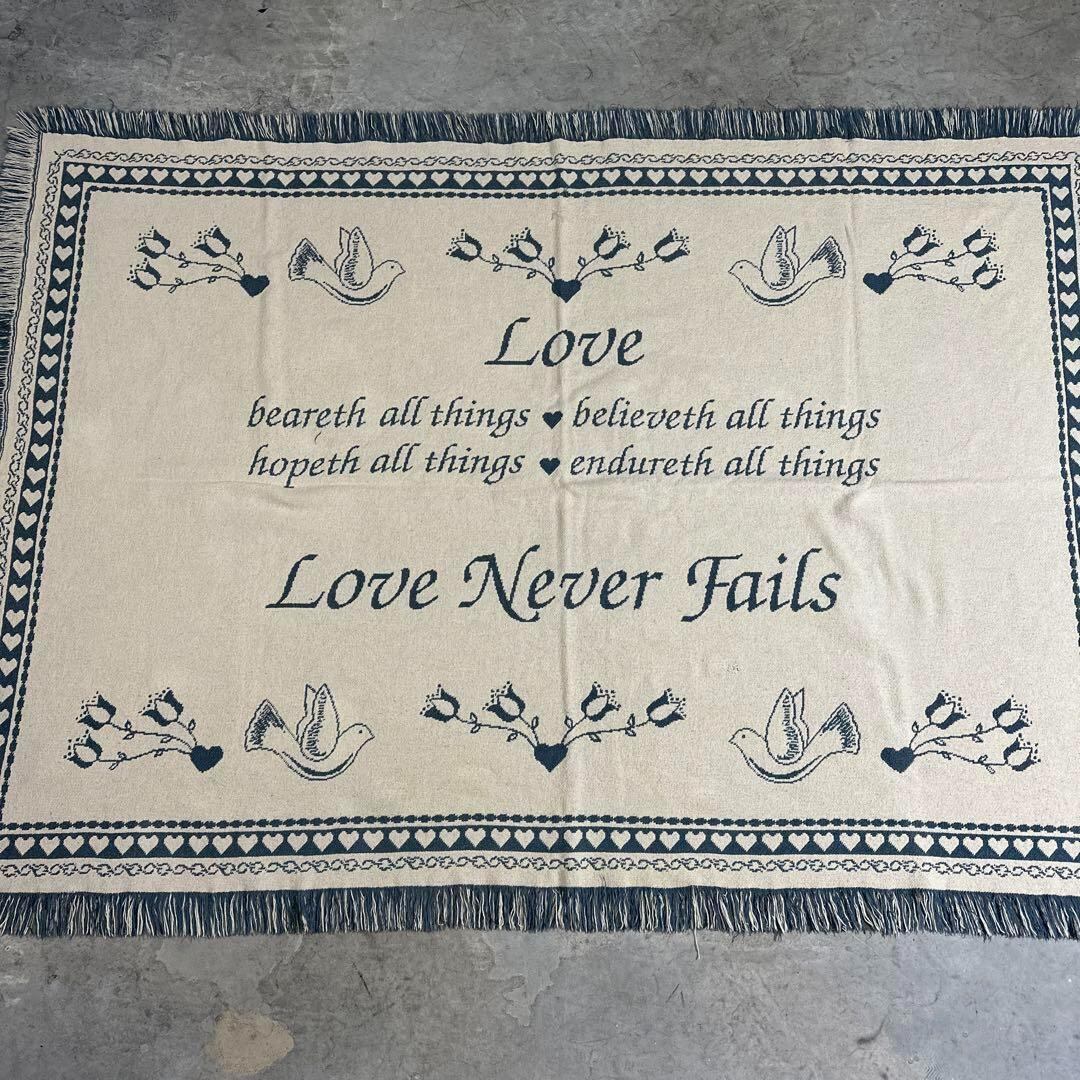 Love
beareth all things ♥ believeth all things
hopeth all things ♥ endureth all things
Love Never Fails